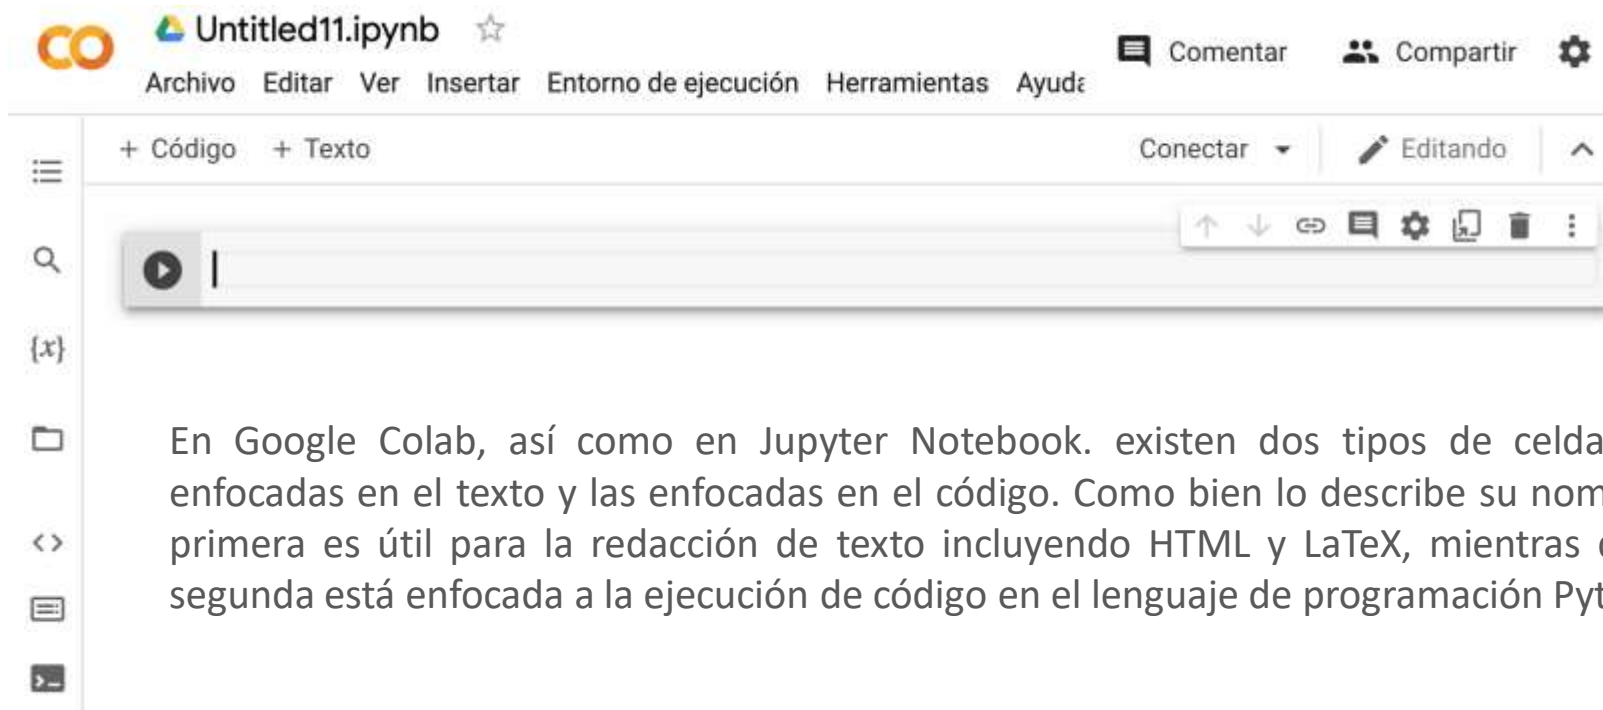 CO Untitled11.ipynb
Comentar Compartir
Archivo Editar Ver Insertar Entorno de ejecución Herramientas
+ Código + Texto Conectar Editando
{x}
En Google Colab, así como en Jupyter Notebook. existen dos tipos de
enfocadas en el texto y las enfocadas en el código. Como bien lo describe su
primera es útil para la redacción de texto incluyendo HTML y LaTeX, mientras
segunda está enfocada a la ejecución de código en el lenguaje de programación